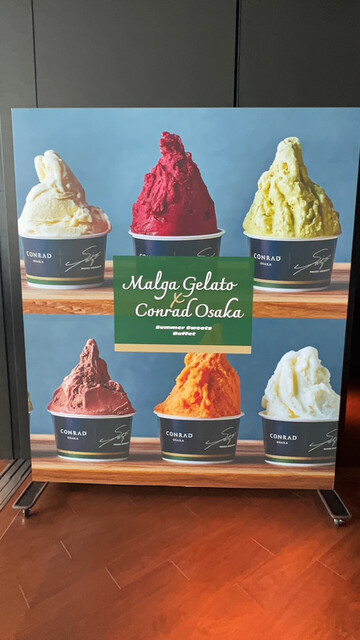 CONRAD
OSAKA
CONRAD
OSAKA
Malga Gelato
x
Conrad Osaka
Summer Sweets
Buffet
CONRAD
OSAKA
CONRAD
OSAKA
CONRAD
OSAKA